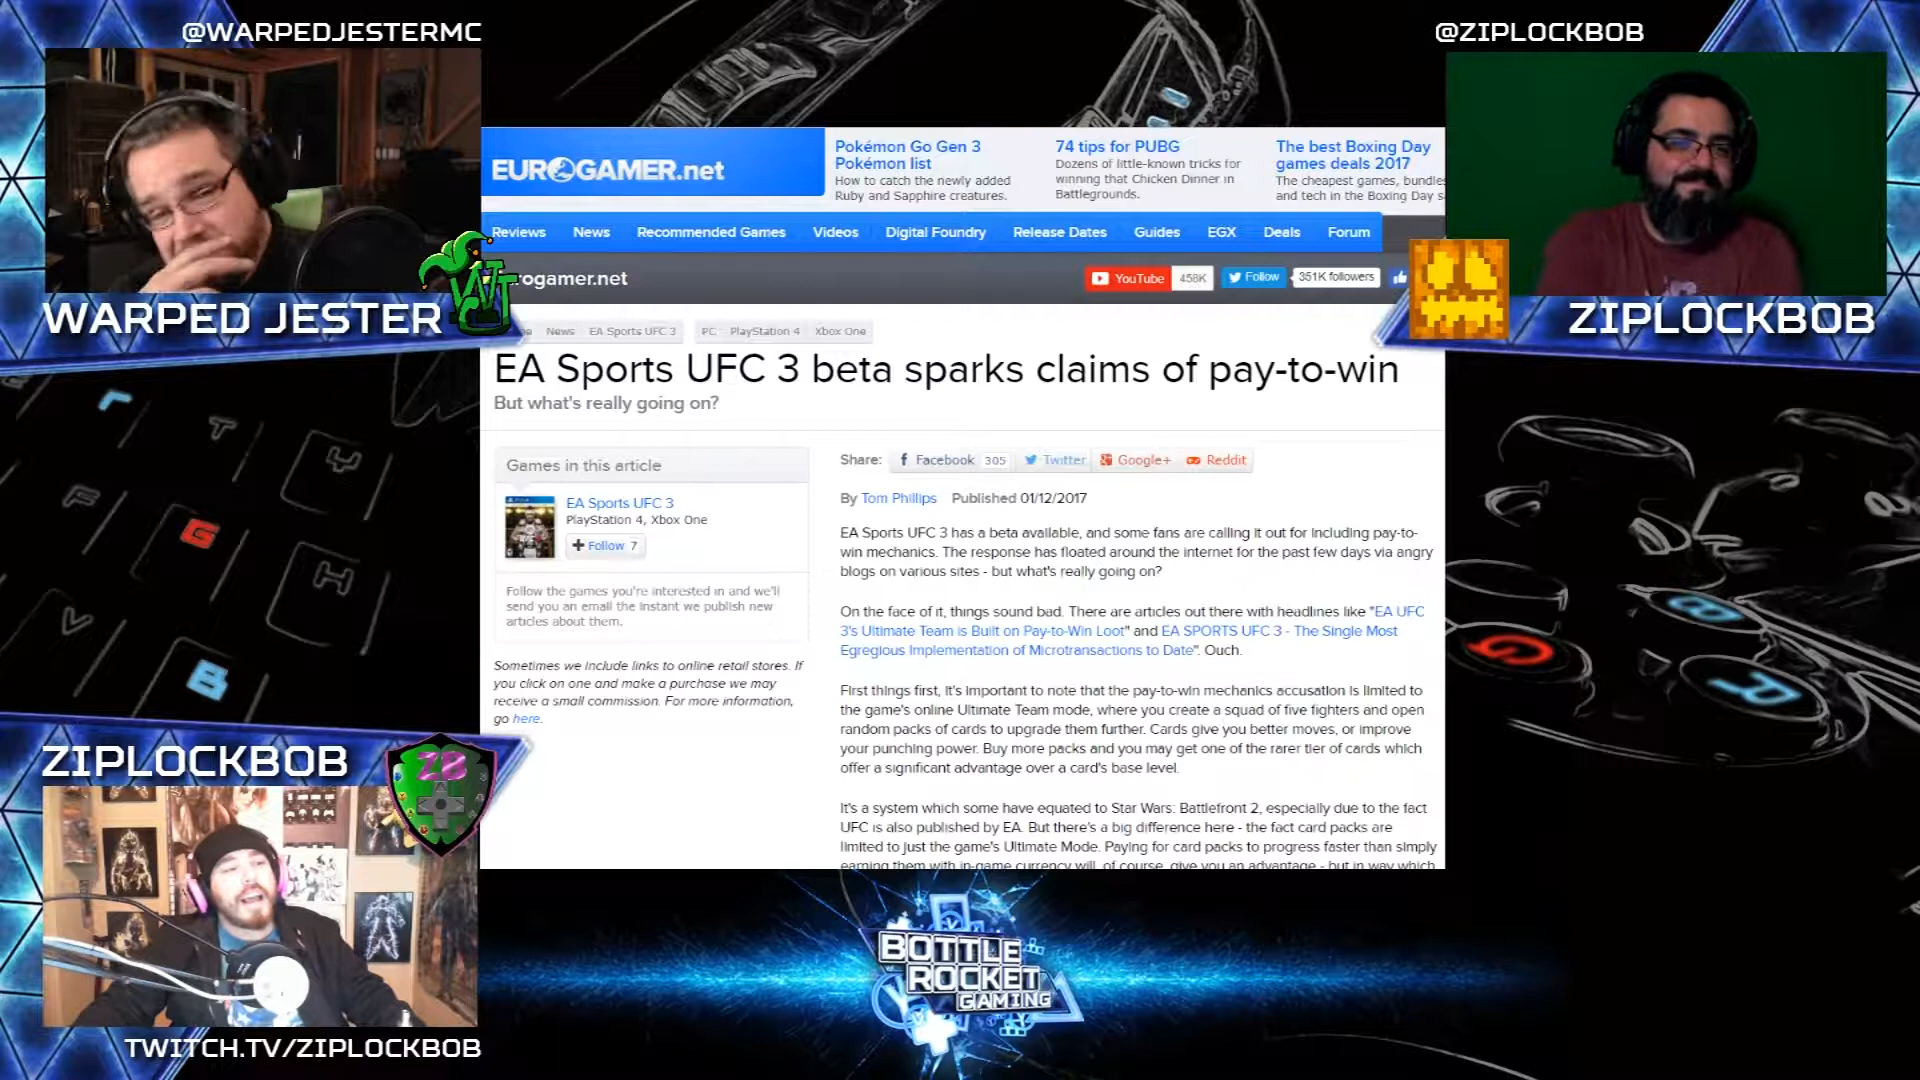 @WARPEDJESTERMC
@ZIPLOCKBOB
EUROGAMER.net
Pokémon Go Gen 3
Pokémon list
How to catch the newly added
Ruby and Sapphire creatures.
74 tips for PUBG
Dozens of little-known tricks for
winning that Chicken Dinner in
Battlegrounds.
The best Boxing Day
games deals 2017
The cheapest games, bundles
and tech in the Boxing Day s
Reviews News Recommended Games Videos Digital Foundry Release Dates Guides EGX Deals Forum
rogamer.net
YouTube 458K Follow 351K followers
WARPED JESTER
WJ
ZIPLOCKBOB
News EA Sports UFC 3 PC PlayStation 4 Xbox One
EA Sports UFC 3 beta sparks claims of pay-to-win
But what's really going on?
Games in this article
EA Sports UFC 3
PlayStation 4, Xbox One
+ Follow 7
Follow the games you're interested in and we'll
send you an email the instant we publish new
articles about them.
Sometimes we include links to online retail stores. If
you click on one and make a purchase we may
receive a small commission. For more information,
go here.
Share: Facebook 305 Twitter Google+ Reddit
By Tom Phillips Published 01/12/2017
EA Sports UFC 3 has a beta available, and some fans are calling it out for including pay-to-
win mechanics. The response has floated around the internet for the past few days via angry
blogs on various sites - but what's really going on?
On the face of it, things sound bad. There are articles out there with headlines like "EA UFC
3's Ultimate Team is Built on Pay-to-Win Loot" and EA SPORTS UFC 3 - The Single Most
Egregious Implementation of Microtransactions to Date". Ouch.
First things first, it's important to note that the pay-to-win mechanics accusation is limited to
the game's online Ultimate Team mode, where you create a squad of five fighters and open
random packs of cards to upgrade them further. Cards give you better moves, or improve
your punching power. Buy more packs and you may get one of the rarer tier of cards which
offer a significant advantage over a card's base level.
It's a system which some have equated to Star Wars: Battlefront 2, especially due to the fact
UFC is also published by EA. But there's a big difference here - the fact card packs are
limited to just the game's Ultimate Mode. Paying for card packs to progress faster than simply
earning them with in-game currency will, of course, give you an advantage - but in way which
T
Y
F
G
H
V
B
B
G
R
ZIPLOCKBOB
ZB
TWITCH.TV/ZIPLOCKBOB
BOTTLE
ROCKET
GAMING